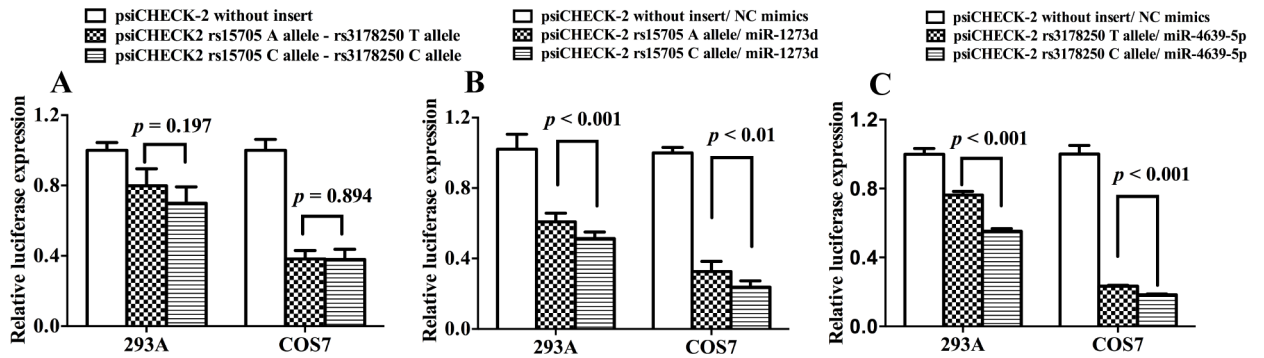 psiCHECK-2 without insert
psiCHECK2 rs15705 A allele - rs3178250 T allele
psiCHECK2 rs15705 C allele - rs3178250 C allele
A
Relative luciferase expression
1.2
0.8
0.4
0.0
p = 0.197
p = 0.894
293A
COS7
psiCHECK-2 without insert/ NC mimics
psiCHECK-2 rs15705 A allele/ miR-1273d
psiCHECK-2 rs15705 C allele/ miR-1273d
B
Relative luciferase expression
1.2
0.8
0.4
0.0
p < 0.001
p < 0.01
293A
COS7
psiCHECK-2 without insert/ NC mimics
psiCHECK-2 rs3178250 T allele/ miR-4639-5p
psiCHECK-2 rs3178250 C allele/ miR-4639-5p
C
Relative luciferase expression
1.2
0.8
0.4
0.0
p < 0.001
p < 0.001
293A
COS7